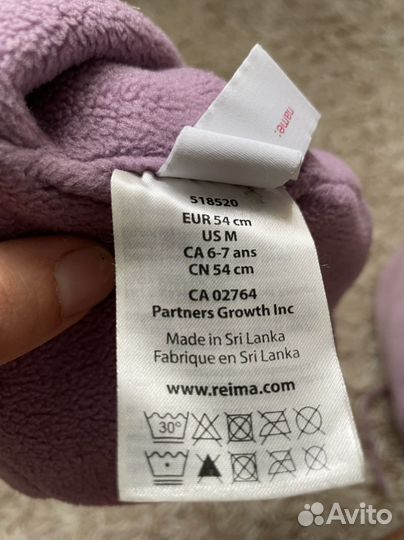 name:
518520
EUR 54 cm
US M
CA 6-7 ans
CN 54 cm
CA 02764
Partners Growth Inc
Made in Sri Lanka
Fabrique en Sri Lanka
www.reima.com
30°
Avito